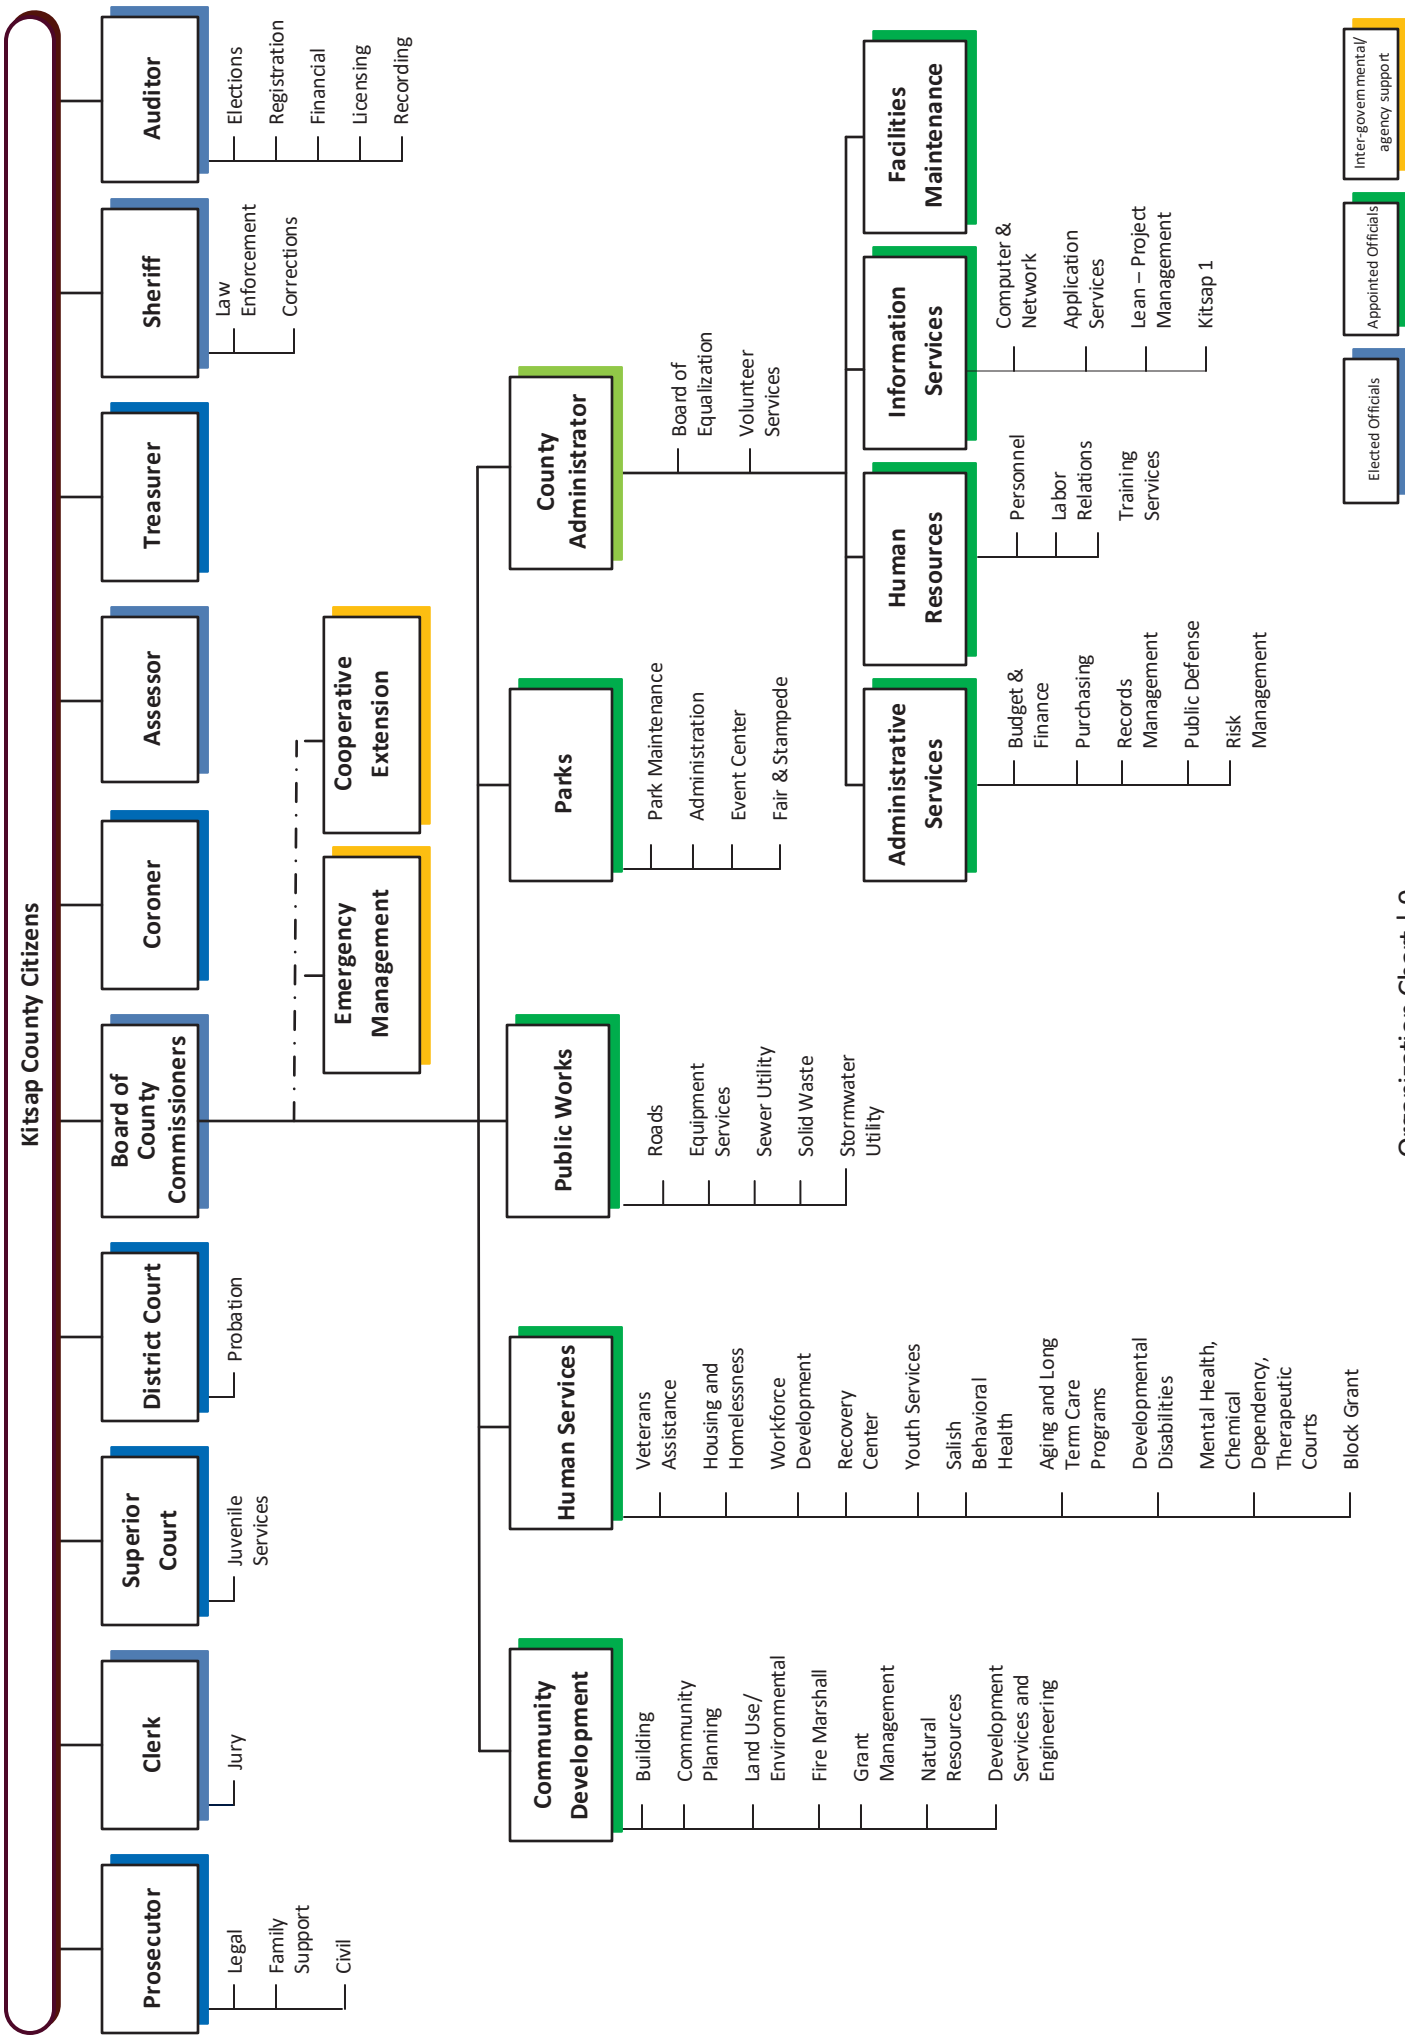 Kitsap County Citizens
Prosecutor
Legal
Family
Support
Civil
Clerk
Jury
Superior
Court
Juvenile
Services
District Court
Probation
Board of
County
Commissioners
Coroner
Assessor
Treasurer
Sheriff
Law
Enforcement
Corrections
Auditor
Elections
Registration
Financial
Licensing
Recording
Emergency
Management
Cooperative
Extension
Community
Development
Building
Community
Planning
Land Use/
Environmental
Fire Marshall
Grant
Management
Natural
Resources
Development
Services and
Engineering
Human Services
Veterans
Assistance
Housing and
Homelessness
Workforce
Development
Recovery
Center
Youth Services
Salish
Behavioral
Health
Aging and Long
Term Care
Programs
Developmental
Disabilities
Mental Health,
Chemical
Dependency,
Therapeutic
Courts
Block Grant
Public Works
Roads
Equipment
Services
Sewer Utility
Solid Waste
Stormwater
Utility
Parks
Park Maintenance
Administration
Event Center
Fair & Stampede
County
Administrator
Board of
Equalization
Volunteer
Services
Administrative
Services
Budget &
Finance
Purchasing
Records
Management
Public Defense
Risk
Management
Human
Resources
Personnel
Labor
Relations
Training
Services
Information
Services
Computer &
Network
Application
Services
Lean – Project
Management
Kitsap 1
Facilities
Maintenance
Elected Officials
Appointed Officials
Inter-governmental/
agency support
Organization Chart |